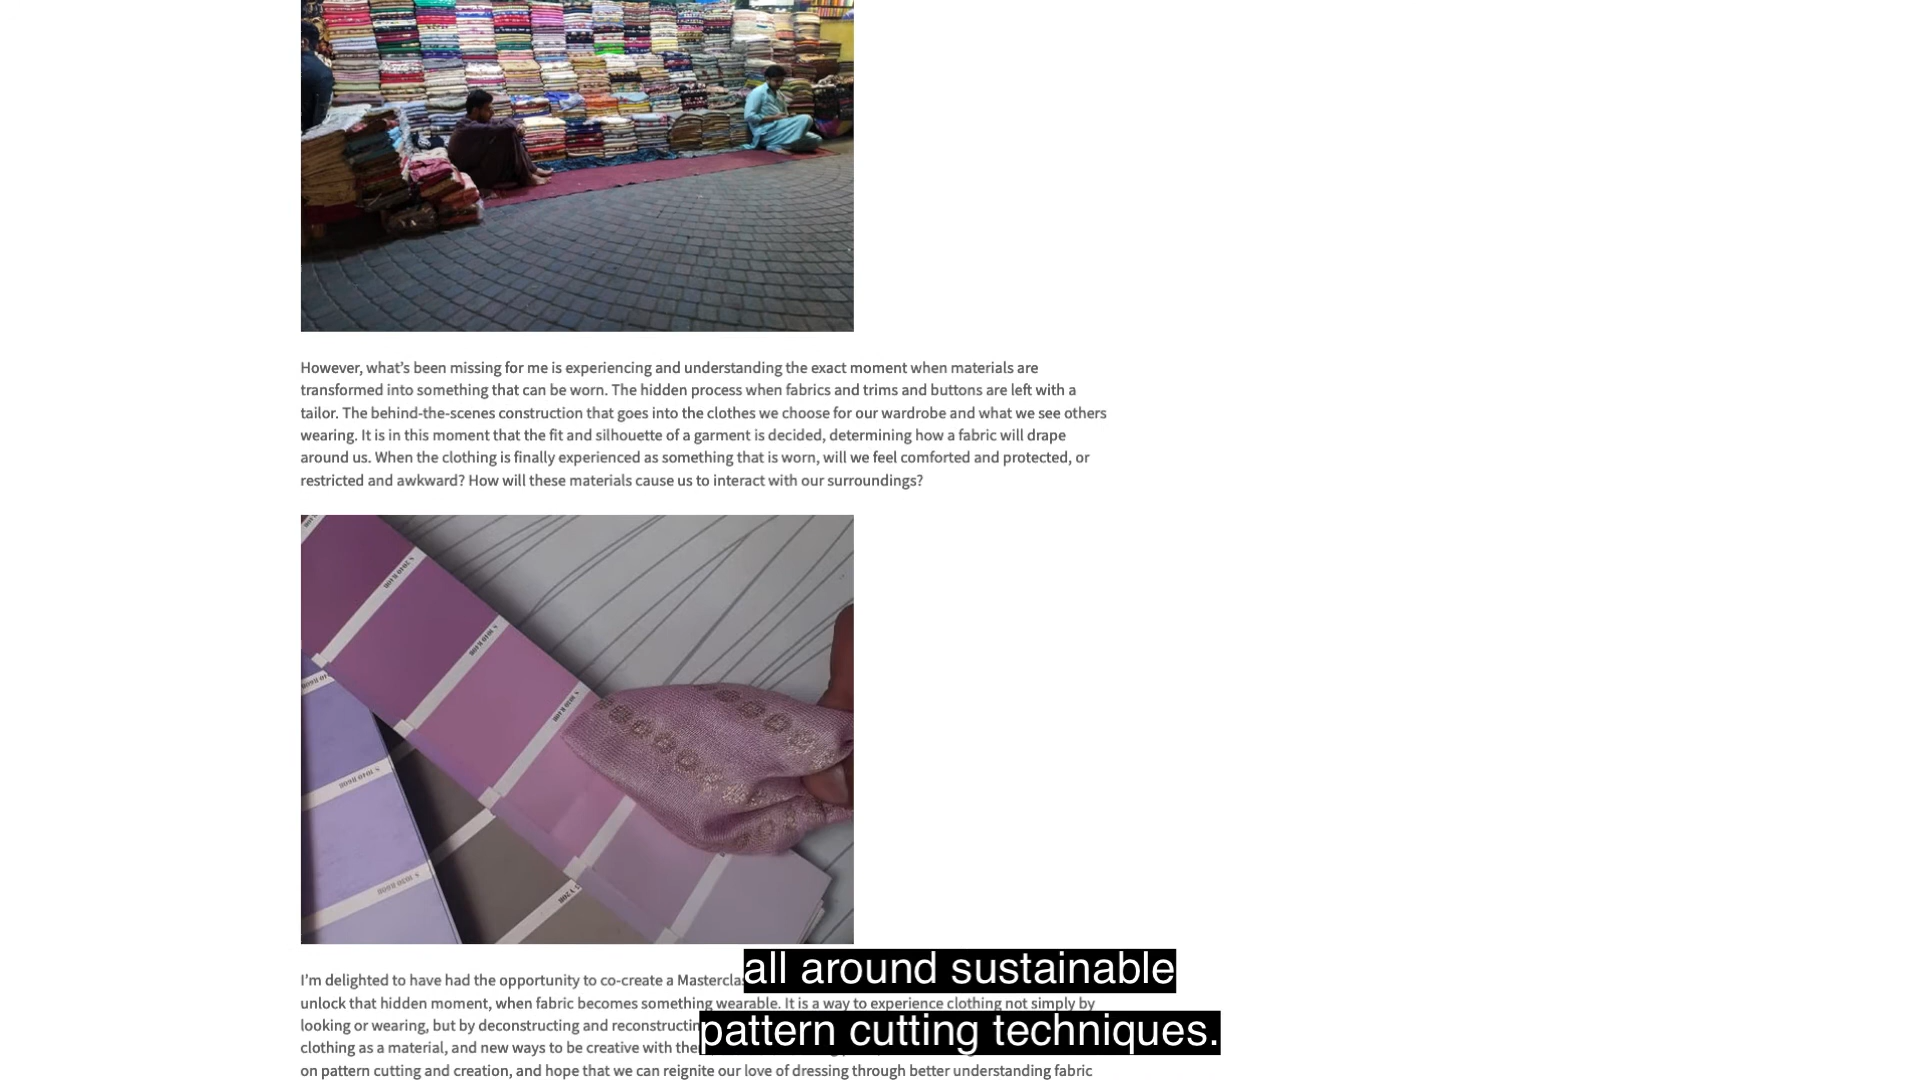 However, what’s been missing for me is experiencing and understanding the exact moment when materials are
transformed into something that can be worn. The hidden process when fabrics and trims and buttons are left with a
tailor. The behind-the-scenes construction that goes into the clothes we choose for our wardrobe and what we see others
wearing. It is in this moment that the fit and silhouette of a garment is decided, determining how a fabric will drape
around us. When the clothing is finally experienced as something that is worn, will we feel comforted and protected, or
restricted and awkward? How will these materials cause us to interact with our surroundings?
I’m delighted to have had the opportunity to co-create a
unlock that hidden moment, when fabric becomes something wearable. It is a way to experience clothing not simply by
looking or wearing, but by deconstructing and
clothing as a material, and new ways to be creative with
on pattern cutting and creation, and hope that we can reignite our love of dressing through better understanding fabric
all around sustainable
pattern cutting techniques.